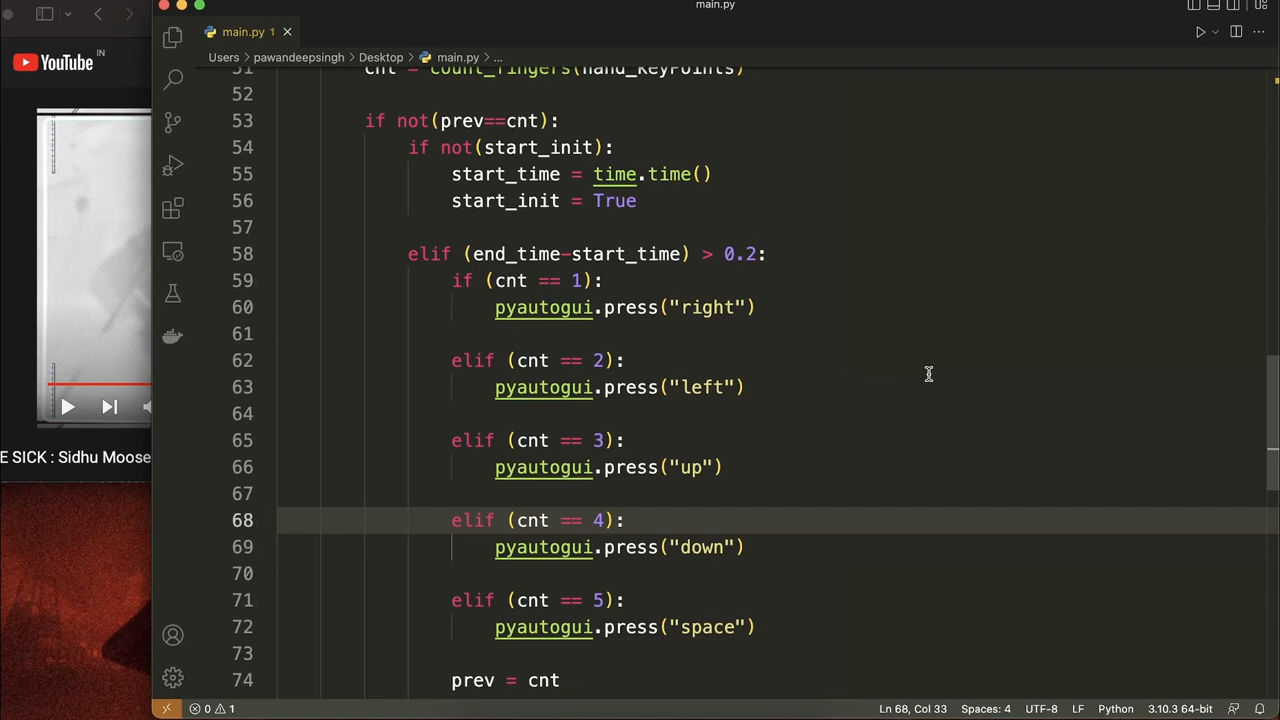 main.py
YouTube IN
main.py 1
Users > pawandeepsingh > Desktop > main.py > ...
51 cnt = count_fingers(hand_keyPoints)
52
53 if not(prev==cnt):
54 if not(start_init):
55 start_time = time.time()
56 start_init = True
57
58 elif (end_time-start_time) > 0.2:
59 if (cnt == 1):
60 pyautogui.press("right")
61
62 elif (cnt == 2):
63 pyautogui.press("left")
64
65 elif (cnt == 3):
66 pyautogui.press("up")
67
68 elif (cnt == 4):
69 pyautogui.press("down")
70
71 elif (cnt == 5):
72 pyautogui.press("space")
73
74 prev = cnt
E SICK : Sidhu Moose
0 1
Ln 68, Col 33 Spaces: 4 UTF-8 LF Python 3.10.3 64-bit